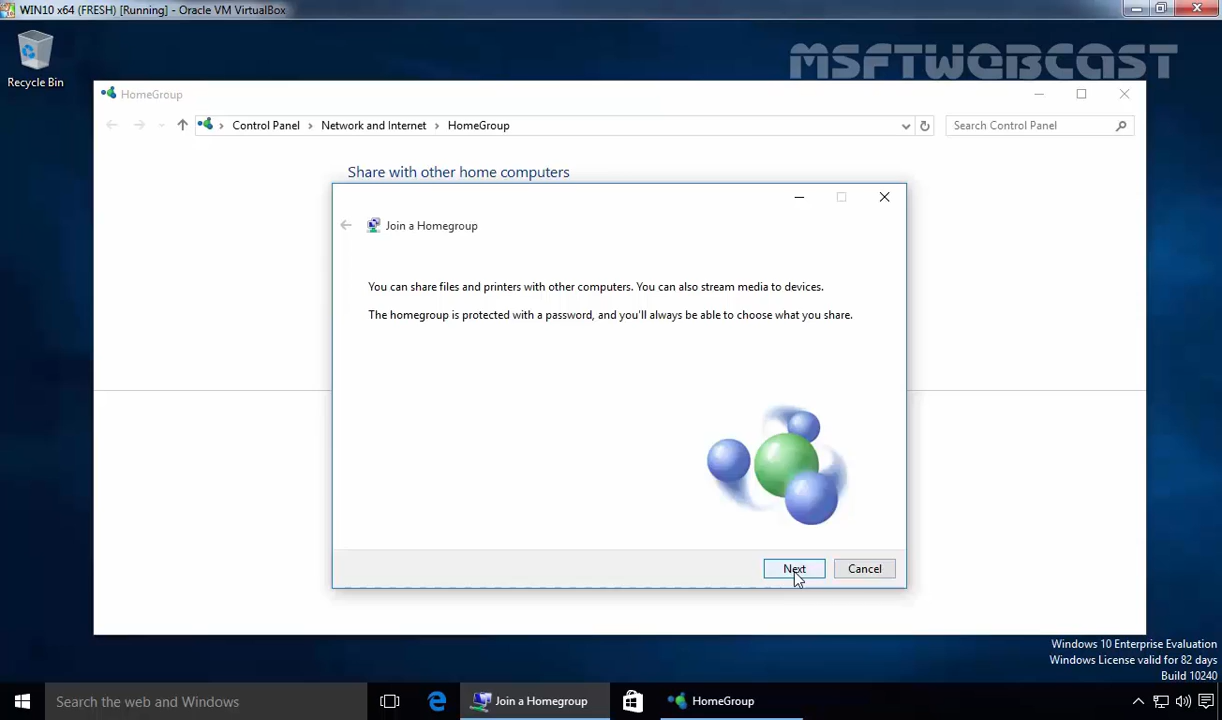 WIN10 x64 (FRESH) [Running] - Oracle VM VirtualBox
Recycle Bin
MSFTWEBCAST
HomeGroup
Control Panel > Network and Internet > HomeGroup
Search Control Panel
Share with other home computers
Join a Homegroup
You can share files and printers with other computers. You can also stream media to devices.
The homegroup is protected with a password, and you'll always be able to choose what you share.
Next
Cancel
Windows 10 Enterprise Evaluation
Windows License valid for 82 days
Build 10240
Search the web and Windows
Join a Homegroup
HomeGroup